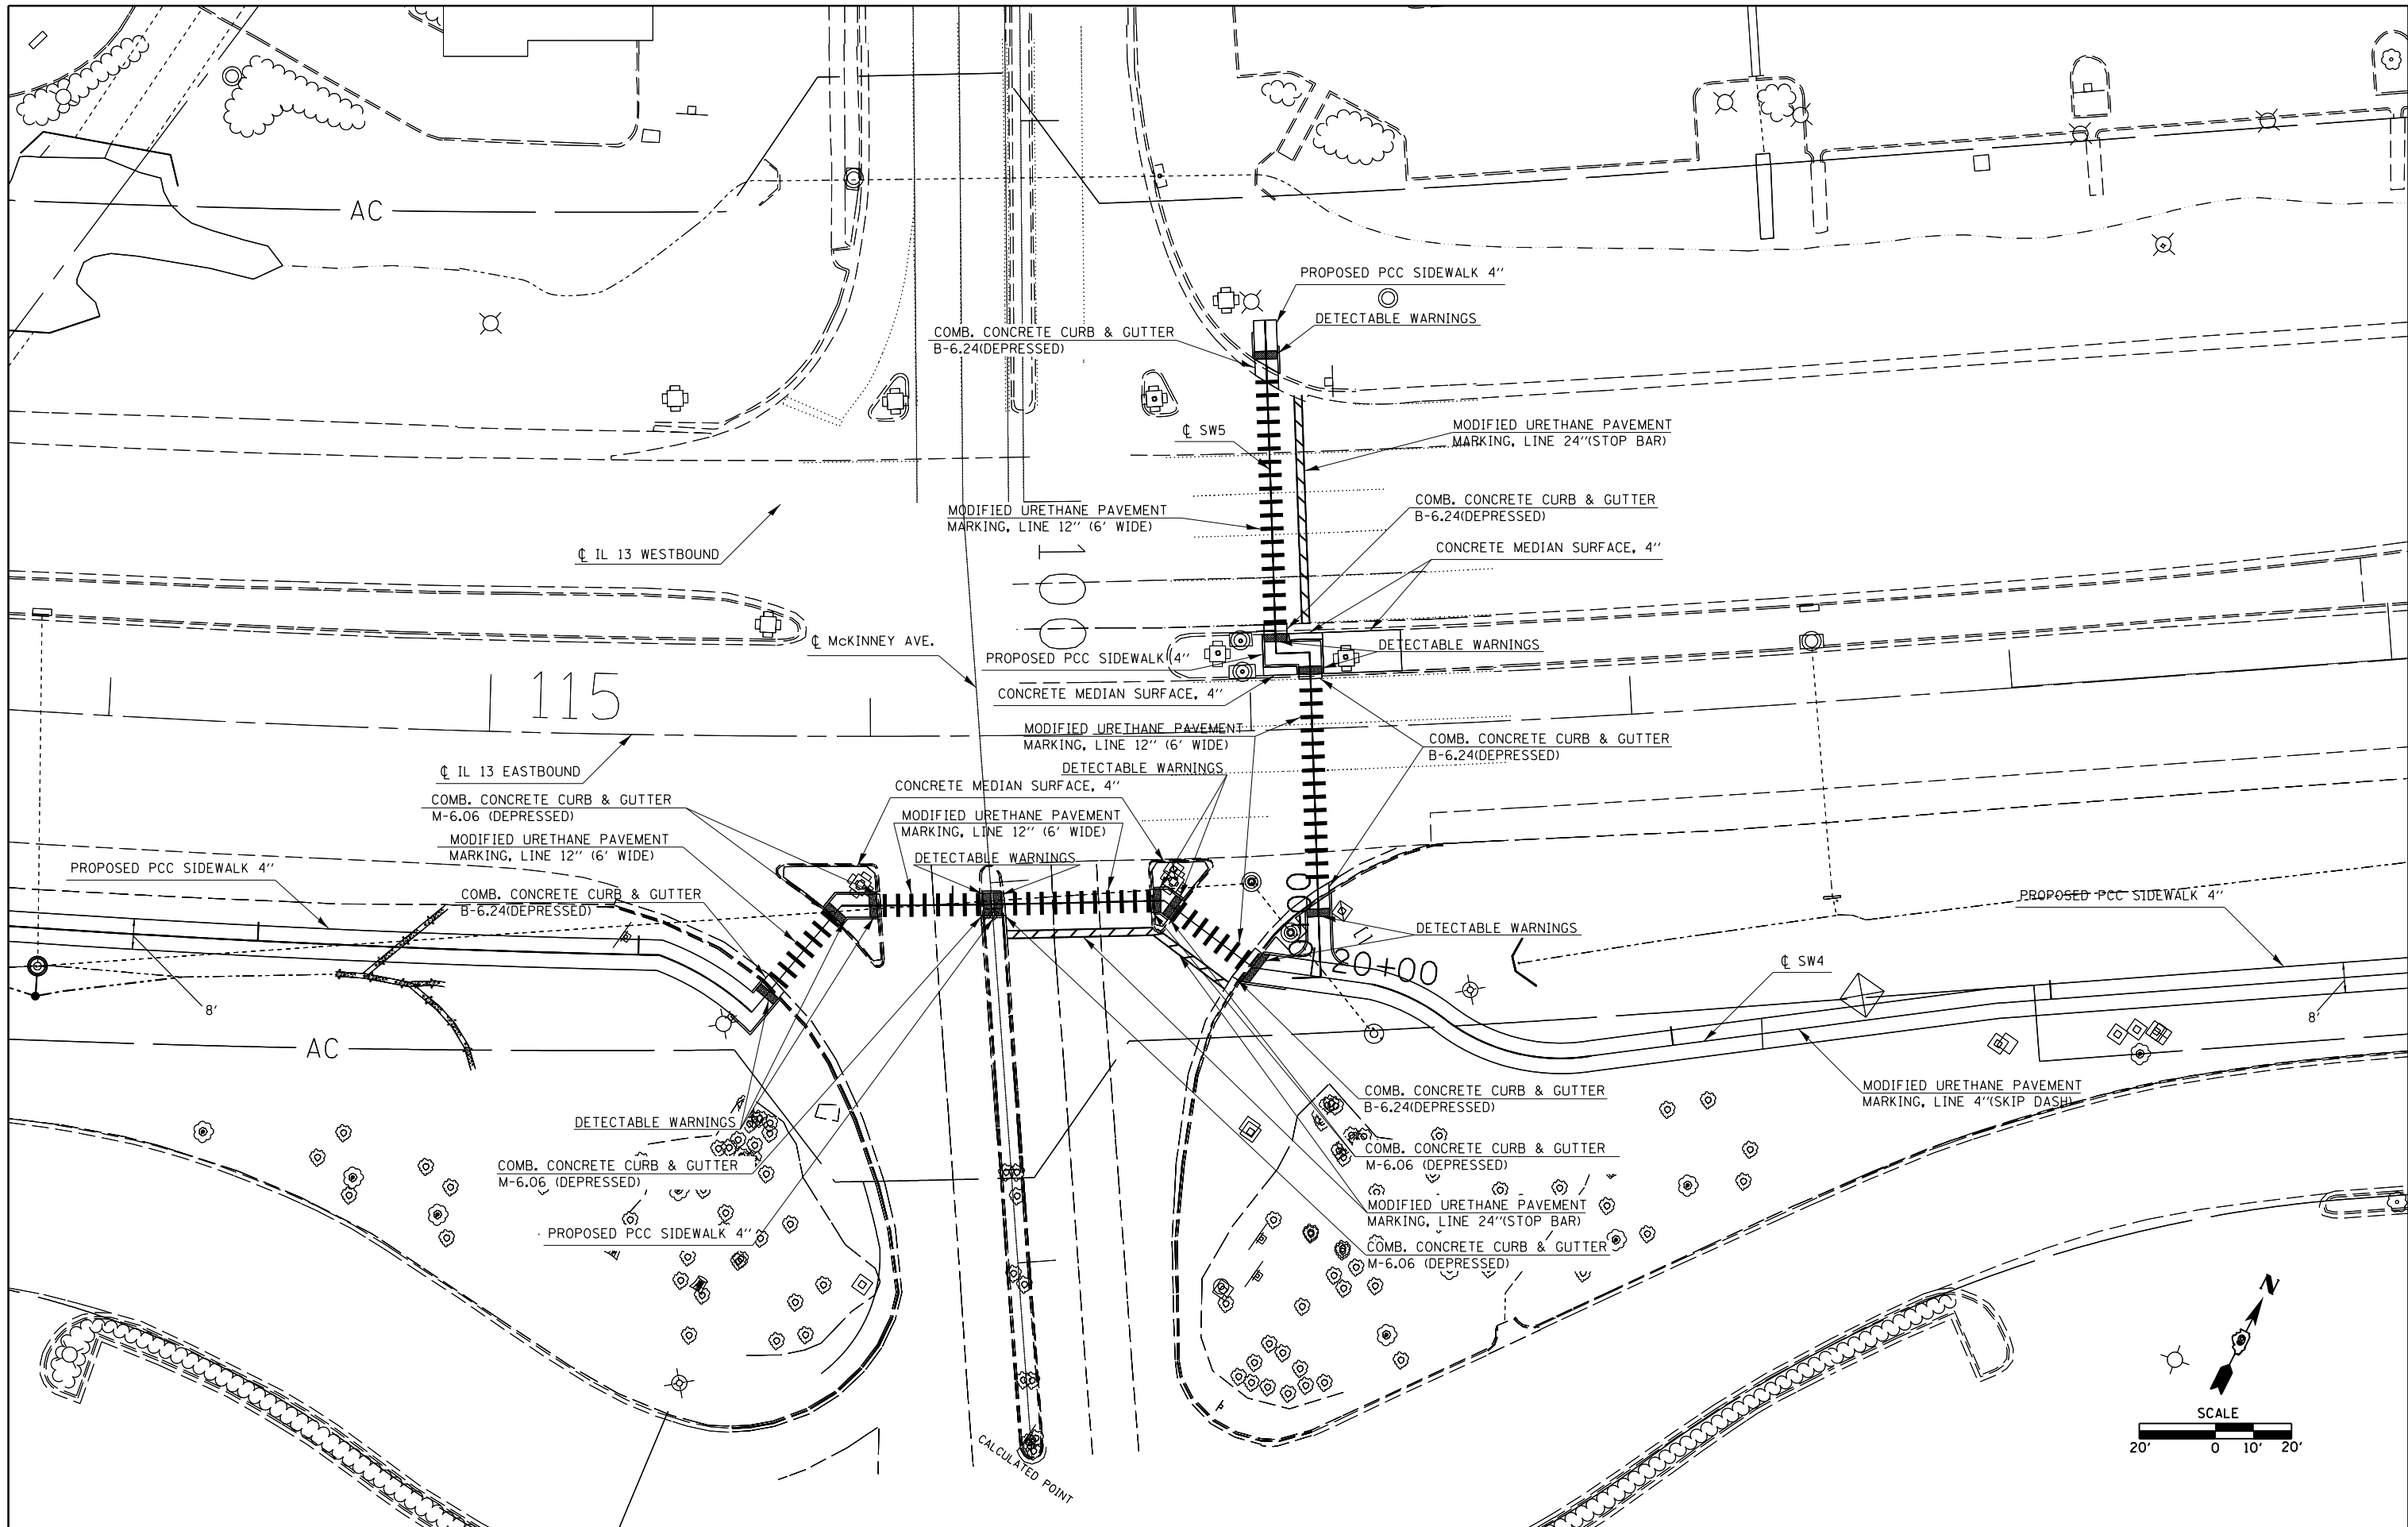 AC
PROPOSED PCC SIDEWALK 4''
DETECTABLE WARNINGS
COMB. CONCRETE CURB & GUTTER
B-6.24(DEPRESSED)
MODIFIED URETHANE PAVEMENT
MARKING, LINE 24''(STOP BAR)
℄ SW5
COMB. CONCRETE CURB & GUTTER
B-6.24(DEPRESSED)
MODIFIED URETHANE PAVEMENT
MARKING, LINE 12'' (6' WIDE)
CONCRETE MEDIAN SURFACE, 4''
℄ IL 13 WESTBOUND
100
℄ McKINNEY AVE.
DETECTABLE WARNINGS
PROPOSED PCC SIDEWALK 4''
CONCRETE MEDIAN SURFACE, 4''
115
MODIFIED URETHANE PAVEMENT
MARKING, LINE 12'' (6' WIDE)
COMB. CONCRETE CURB & GUTTER
B-6.24(DEPRESSED)
℄ IL 13 EASTBOUND
DETECTABLE WARNINGS
CONCRETE MEDIAN SURFACE, 4''
COMB. CONCRETE CURB & GUTTER
M-6.06 (DEPRESSED)
MODIFIED URETHANE PAVEMENT
MARKING, LINE 12'' (6' WIDE)
MODIFIED URETHANE PAVEMENT
MARKING, LINE 12'' (6' WIDE)
DETECTABLE WARNINGS
PROPOSED PCC SIDEWALK 4''
COMB. CONCRETE CURB & GUTTER
B-6.24(DEPRESSED)
PROPOSED PCC SIDEWALK 4''
DETECTABLE WARNINGS
20+00
℄ SW4
8'
8'
AC
MODIFIED URETHANE PAVEMENT
MARKING, LINE 4''(SKIP DASH)
COMB. CONCRETE CURB & GUTTER
B-6.24(DEPRESSED)
DETECTABLE WARNINGS
COMB. CONCRETE CURB & GUTTER
M-6.06 (DEPRESSED)
COMB. CONCRETE CURB & GUTTER
M-6.06 (DEPRESSED)
MODIFIED URETHANE PAVEMENT
MARKING, LINE 24''(STOP BAR)
PROPOSED PCC SIDEWALK 4''
COMB. CONCRETE CURB & GUTTER
M-6.06 (DEPRESSED)
N
SCALE
20' 0 10' 20'
CALCULATED POINT